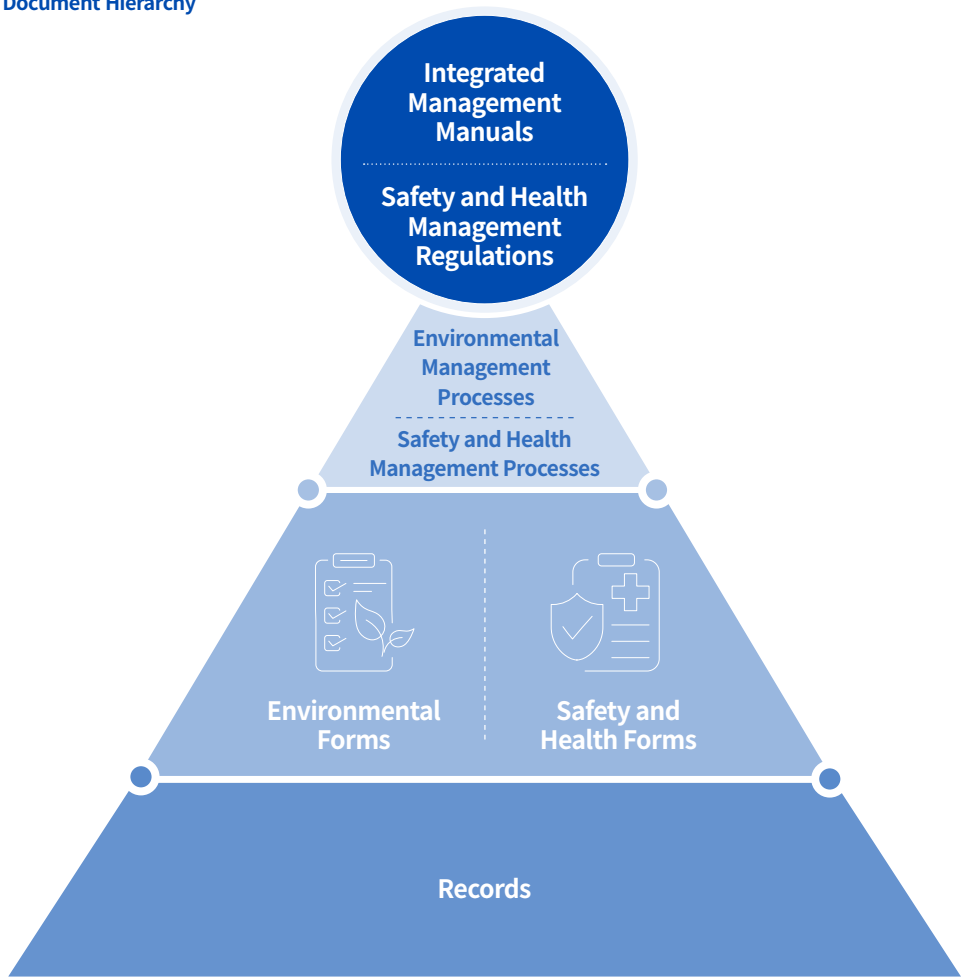 Document Hierarchy
Integrated
Management
Manuals
Safety and Health
Management
Regulations
Environmental
Management
Processes
Safety and Health
Management Processes
Environmental
Forms
Safety and
Health Forms
Records